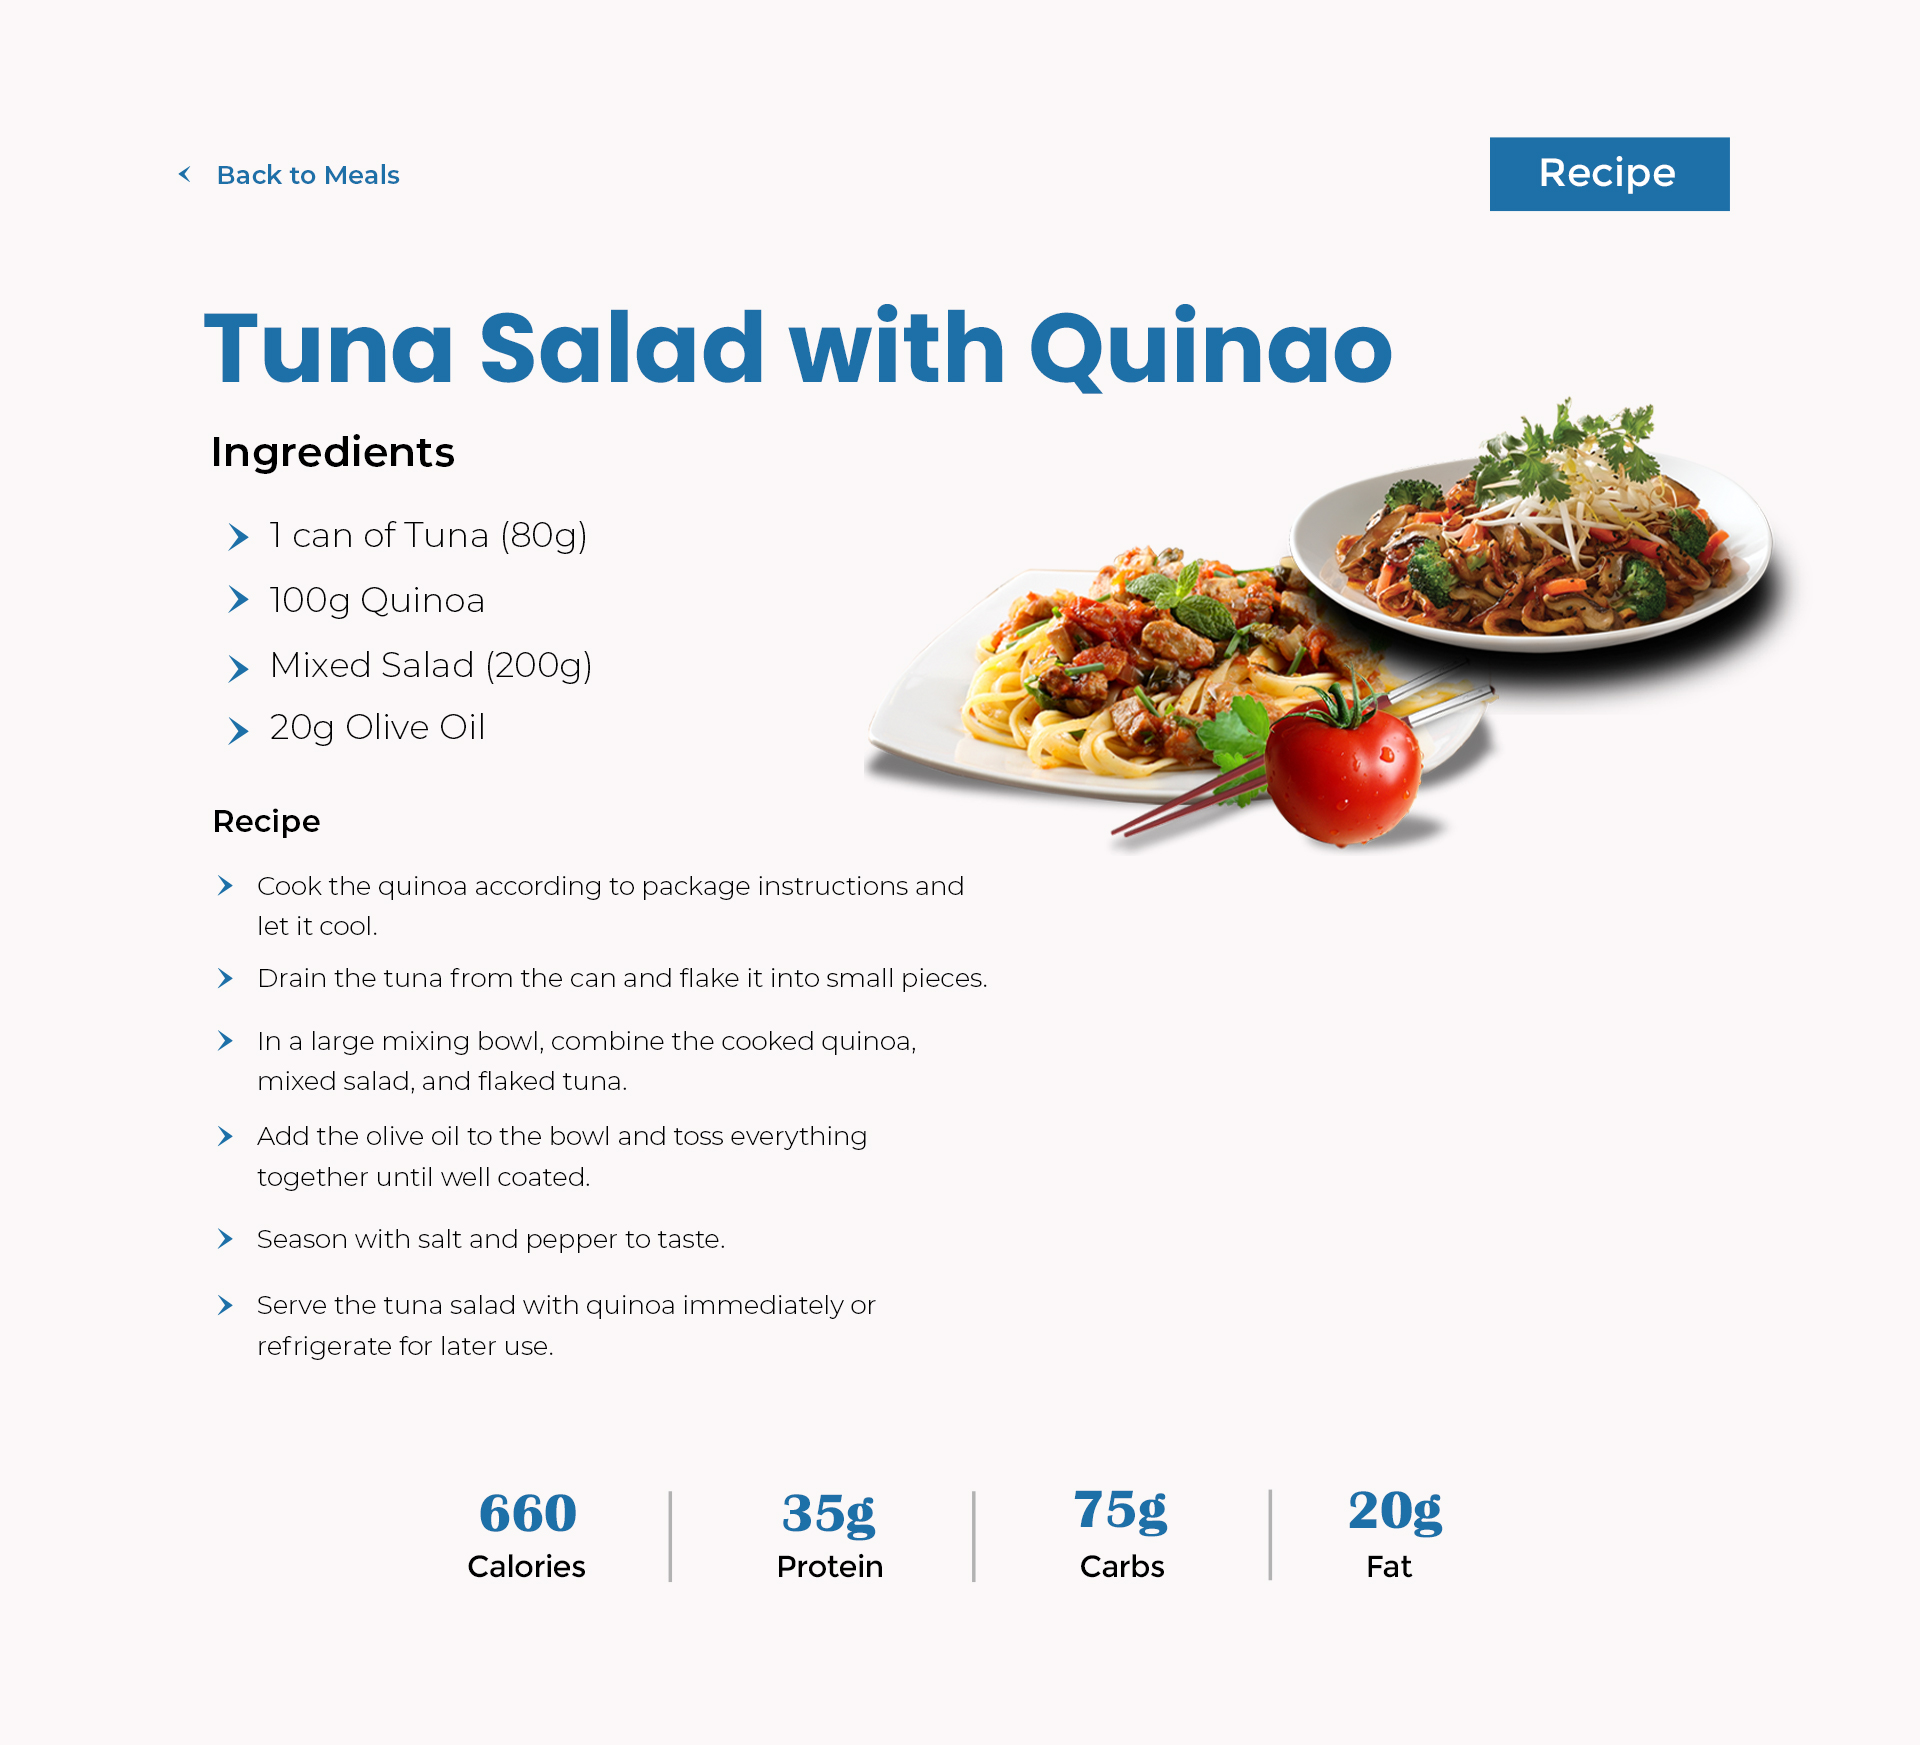 Back to Meals
Recipe
Tuna Salad with Quinao
Ingredients
1 can of Tuna (80g)
100g Quinoa
Mixed Salad (200g)
20g Olive Oil
Recipe
Cook the quinoa according to package instructions and
let it cool.
Drain the tuna from the can and flake it into small pieces.
In a large mixing bowl, combine the cooked quinoa,
mixed salad, and flaked tuna.
Add the olive oil to the bowl and toss everything
together until well coated.
Season with salt and pepper to taste.
Serve the tuna salad with quinoa immediately or
refrigerate for later use.
660
Calories
35g
Protein
75g
Carbs
20g
Fat